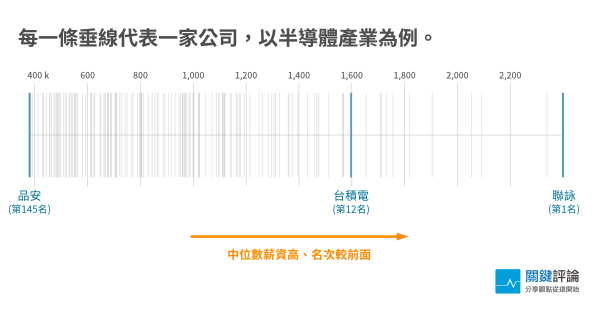 每一條垂線代表一家公司，以半導體產業為例。
400 k 600 800 1,000 1,200 1,400 1,600 1,800 2,000 2,200
品安 台積電 聯詠
(第145名) (第12名) (第1名)
中位數薪資高、名次較前面
關鍵評論
分享觀點從這開始